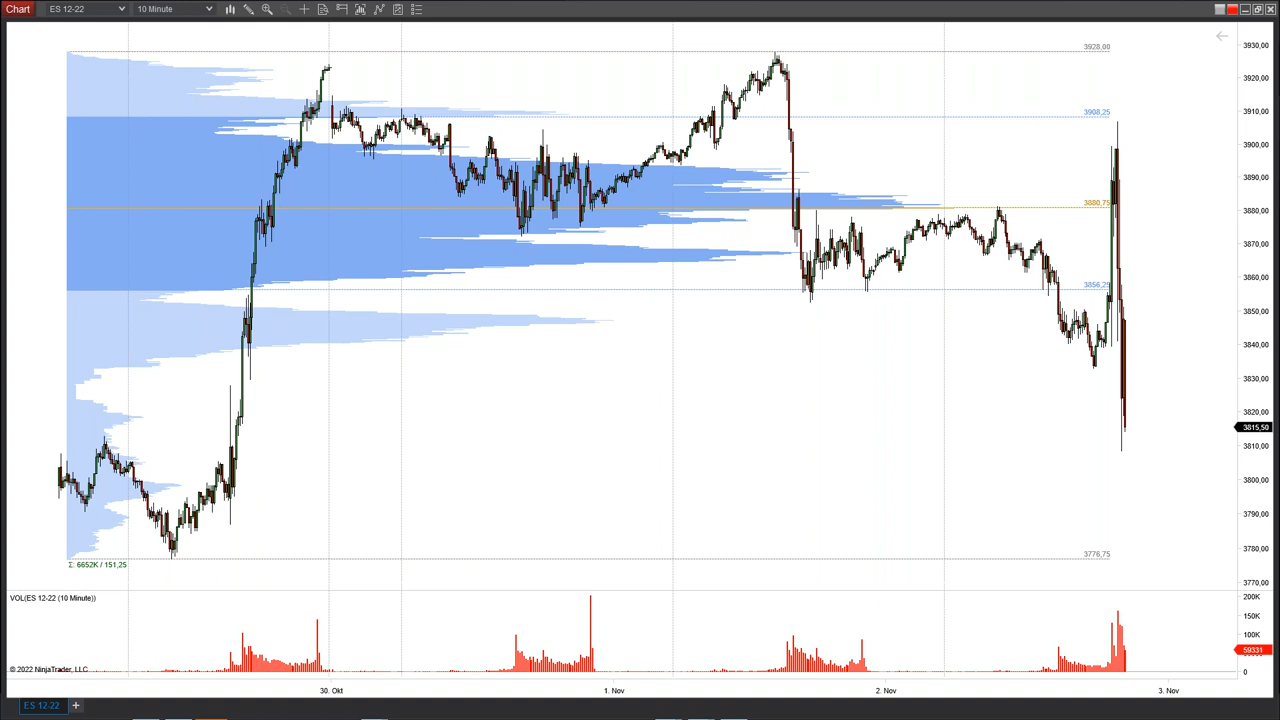 Chart ES 12-22 10 Minute
3928,00
3908,25
3880,75
3856,25
3776,75
Σ: 6652K / 151,25
3930,00
3920,00
3910,00
3900,00
3890,00
3880,00
3870,00
3860,00
3850,00
3840,00
3830,00
3820,00
3815,50
3810,00
3800,00
3790,00
3780,00
3770,00
VOL(ES 12-22 (10 Minute))
200K
150K
100K
59331
0
© 2022 NinjaTrader, LLC
30. Okt 1. Nov 2. Nov 3. Nov
ES 12-22 +